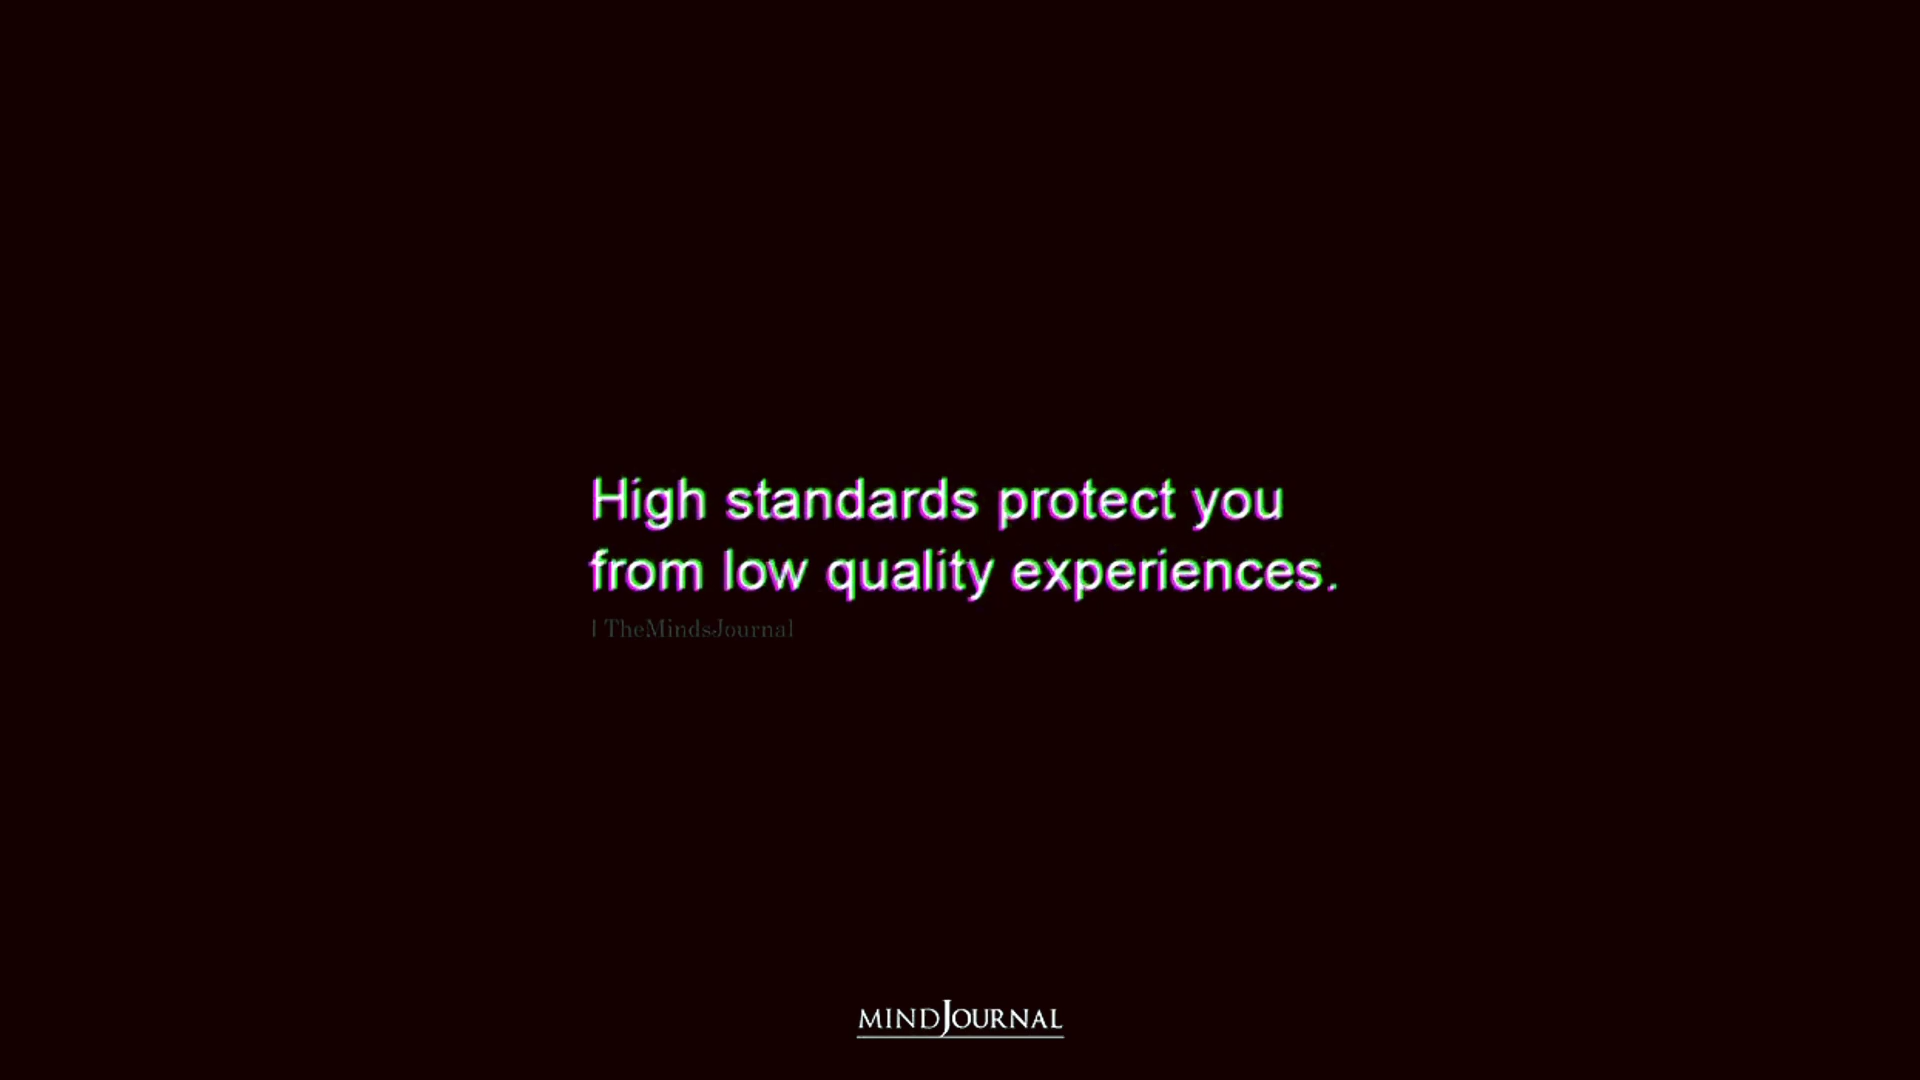 High standards protect you
from low quality experiences.
| TheMindsJournal
MINDJOURNAL